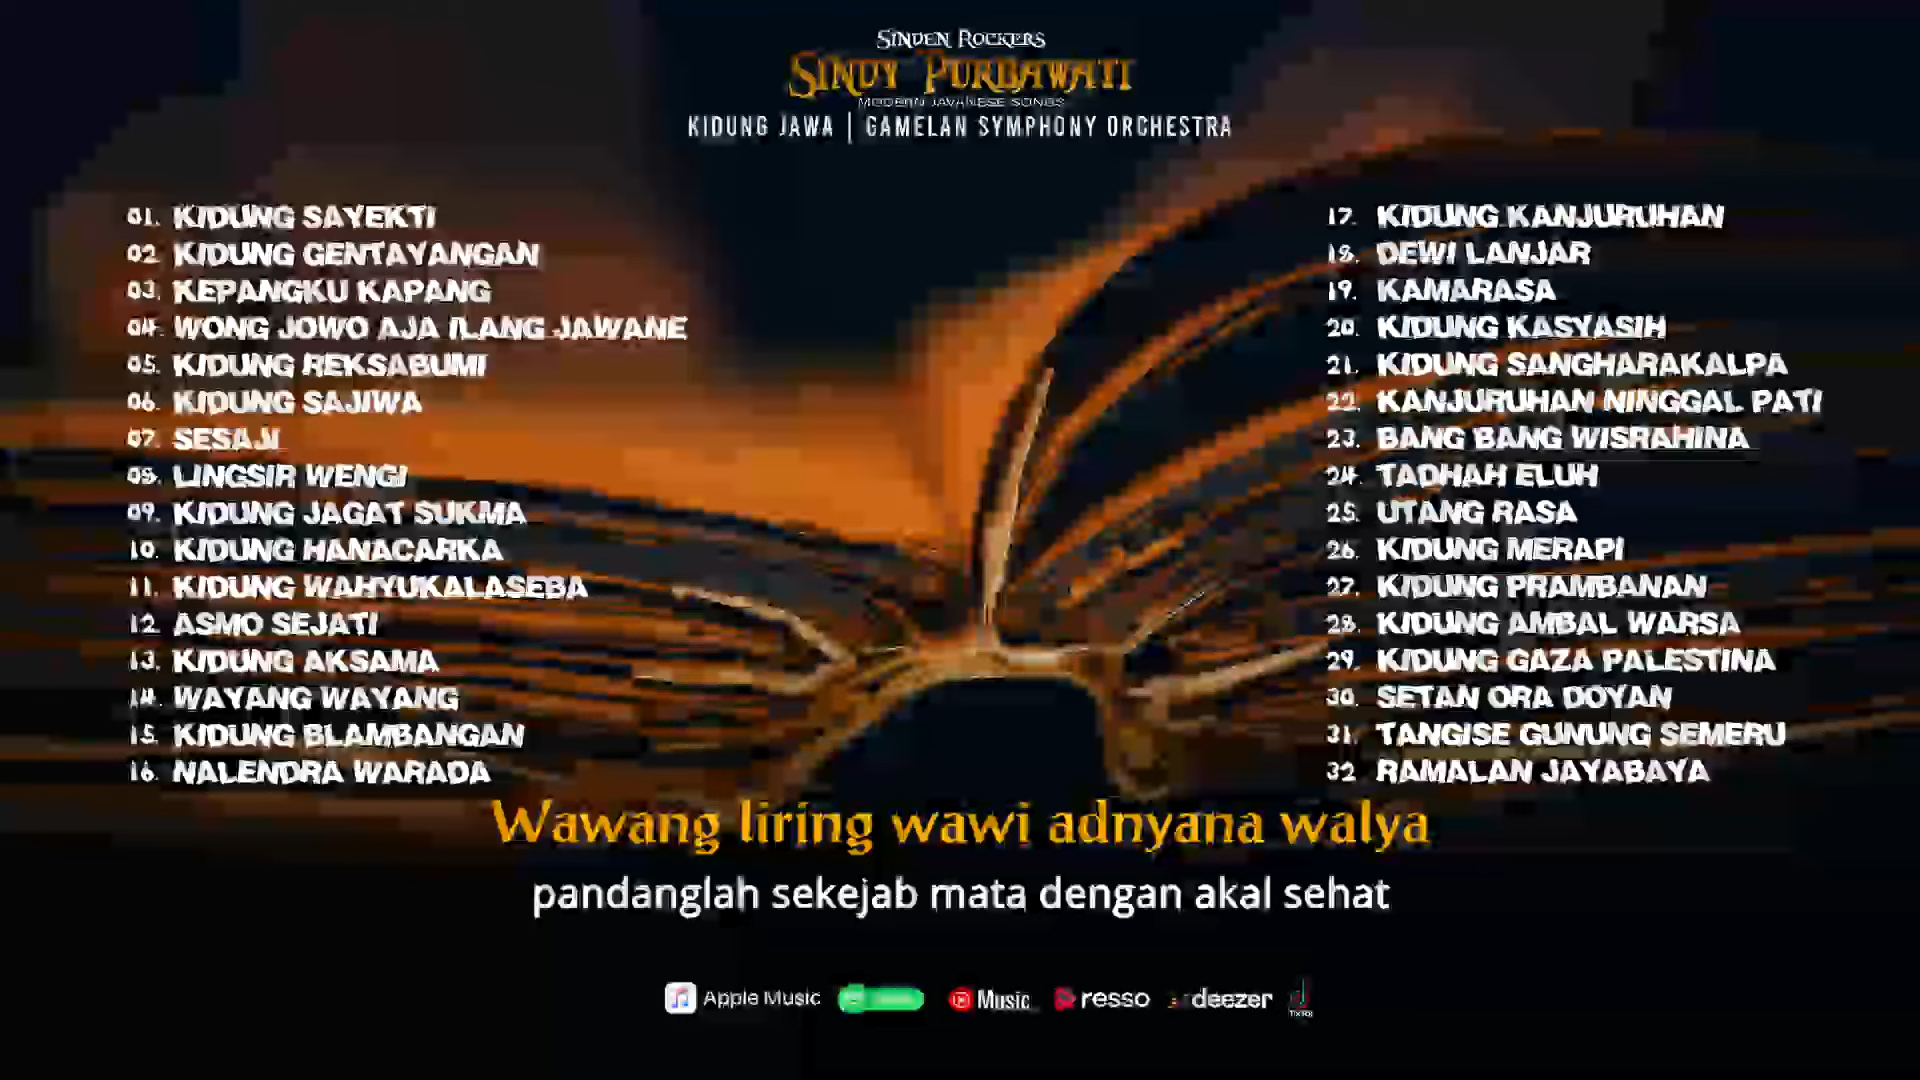 SINDEN ROCKERS
SINDY PURBAWATI
MODERN JAVANESE SONGS
KIDUNG JAWA | GAMELAN SYMPHONY ORCHESTRA
01. KIDUNG SAYEKTI
02. KIDUNG GENTAYANGAN
03. KEPANGKU KAPANG
04. WONG JOWO AJA ILANG JAWANE
05. KIDUNG REKSABUMI
06. KIDUNG SAJIWA
07. SESAJI
08. LINGSIR WENGI
09. KIDUNG JAGAT SUKMA
10. KIDUNG HANACARKA
11. KIDUNG WAHYUKALASEBA
12. ASMO SEJATI
13. KIDUNG AKSAMA
14. WAYANG WAYANG
15. KIDUNG BLAMBANGAN
16. NALENDRA WARADA
17. KIDUNG KANJURUHAN
18. DEWI LANJAR
19. KAMARASA
20. KIDUNG KASYASIH
21. KIDUNG SANGHARAKALPA
22. KANJURUHAN NINGGAL PATI
23. BANG BANG WISRAHINA
24. TADHAH ELUH
25. UTANG RASA
26. KIDUNG MERAPI
27. KIDUNG PRAMBANAN
28. KIDUNG AMBAL WARSA
29. KIDUNG GAZA PALESTINA
30. SETAN ORA DOYAN
31. TANGISE GUNUNG SEMERU
32. RAMALAN JAYABAYA
Wawang liring wawi adnyana walya
pandanglah sekejab mata dengan akal sehat
Apple Music Music resso deezer